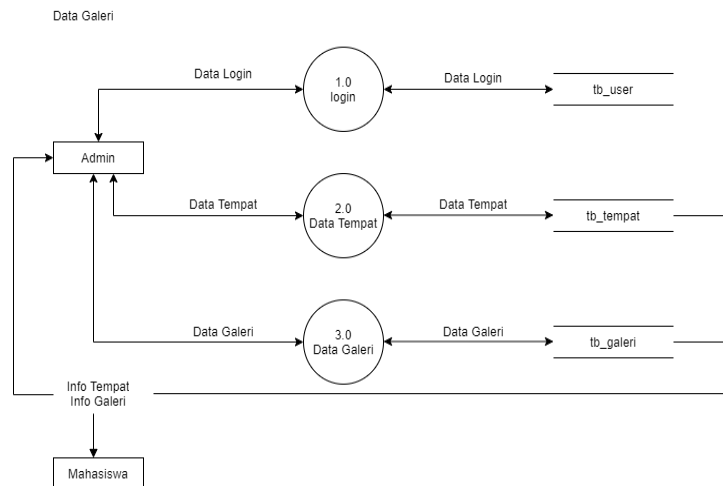 Data Galeri
Data Login
1.0
login
Data Login
tb_user
Admin
Data Tempat
2.0
Data Tempat
Data Tempat
tb_tempat
Data Galeri
3.0
Data Galeri
Data Galeri
tb_galeri
Info Tempat
Info Galeri
Mahasiswa